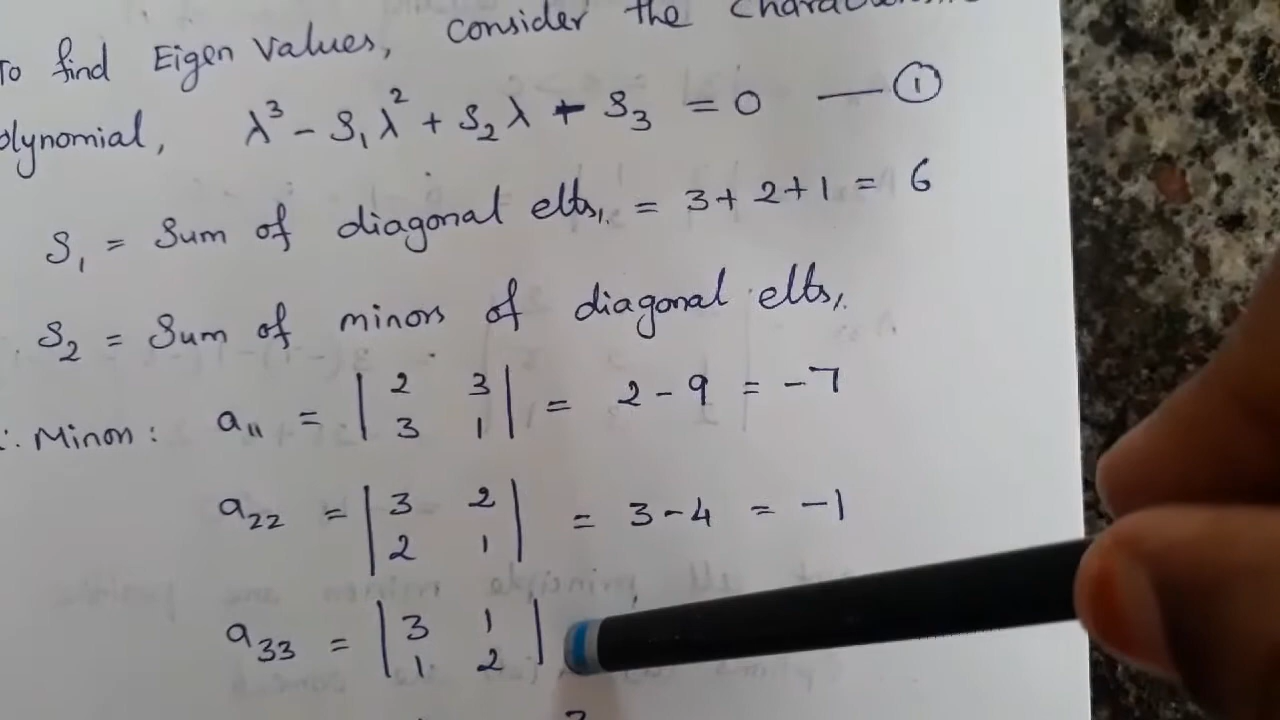 To find Eigen Values, consider the
polynomial, λ³ - S₁λ² + S₂λ + S₃ = 0 — ①
S₁ = Sum of diagonal elts, = 3 + 2 + 1 = 6
S₂ = Sum of minors of diagonal elts,
∴ Minor: a₁₁ = | 2 3 | = 2 - 9 = -7
| 3 1 |
a₂₂ = | 3 2 | = 3 - 4 = -1
| 2 1 |
a₃₃ = | 3 1 |
| 1 2 |